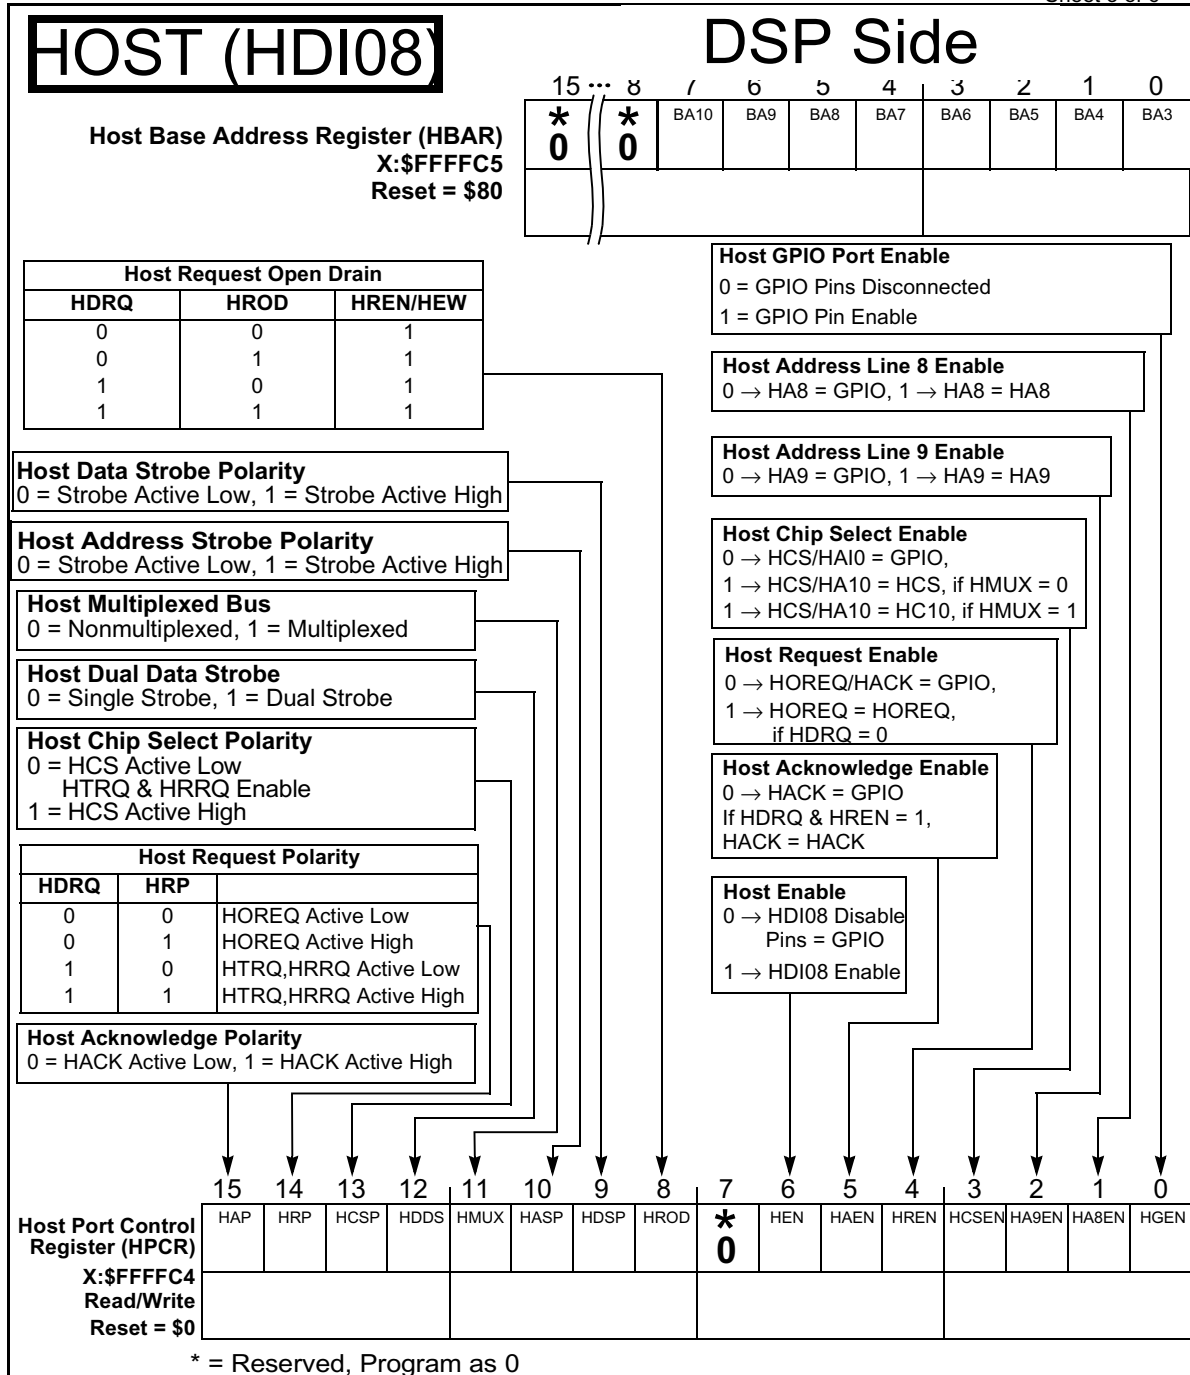 HOST (HDI08)
DSP Side
15 ... 8 7 6 5 4 3 2 1 0
* * BA10 BA9 BA8 BA7 BA6 BA5 BA4 BA3
0 0
Host Base Address Register (HBAR)
X:$FFFFC5
Reset = $80
Host Request Open Drain
HDRQ HROD HREN/HEW
0 0 1
0 1 1
1 0 1
1 1 1
Host Data Strobe Polarity
0 = Strobe Active Low, 1 = Strobe Active High
Host Address Strobe Polarity
0 = Strobe Active Low, 1 = Strobe Active High
Host Multiplexed Bus
0 = Nonmultiplexed, 1 = Multiplexed
Host Dual Data Strobe
0 = Single Strobe, 1 = Dual Strobe
Host Chip Select Polarity
0 = HCS Active Low
HTRQ & HRRQ Enable
1 = HCS Active High
Host Request Polarity
HDRQ HRP
0 0 HOREQ Active Low
0 1 HOREQ Active High
1 0 HTRQ,HRRQ Active Low
1 1 HTRQ,HRRQ Active High
Host Acknowledge Polarity
0 = HACK Active Low, 1 = HACK Active High
Host GPIO Port Enable
0 = GPIO Pins Disconnected
1 = GPIO Pin Enable
Host Address Line 8 Enable
0 → HA8 = GPIO, 1 → HA8 = HA8
Host Address Line 9 Enable
0 → HA9 = GPIO, 1 → HA9 = HA9
Host Chip Select Enable
0 → HCS/HAI0 = GPIO,
1 → HCS/HA10 = HCS, if HMUX = 0
1 → HCS/HA10 = HC10, if HMUX = 1
Host Request Enable
0 → HOREQ/HACK = GPIO,
1 → HOREQ = HOREQ,
if HDRQ = 0
Host Acknowledge Enable
0 → HACK = GPIO
If HDRQ & HREN = 1,
HACK = HACK
Host Enable
0 → HDI08 Disable
Pins = GPIO
1 → HDI08 Enable
15 14 13 12 11 10 9 8 7 6 5 4 3 2 1 0
HAP HRP HCSP HDDS HMUX HASP HDSP HROD * HEN HAEN HREN HCSEN HA9EN HA8EN HGEN
0
Host Port Control
Register (HPCR)
X:$FFFFC4
Read/Write
Reset = $0
* = Reserved, Program as 0